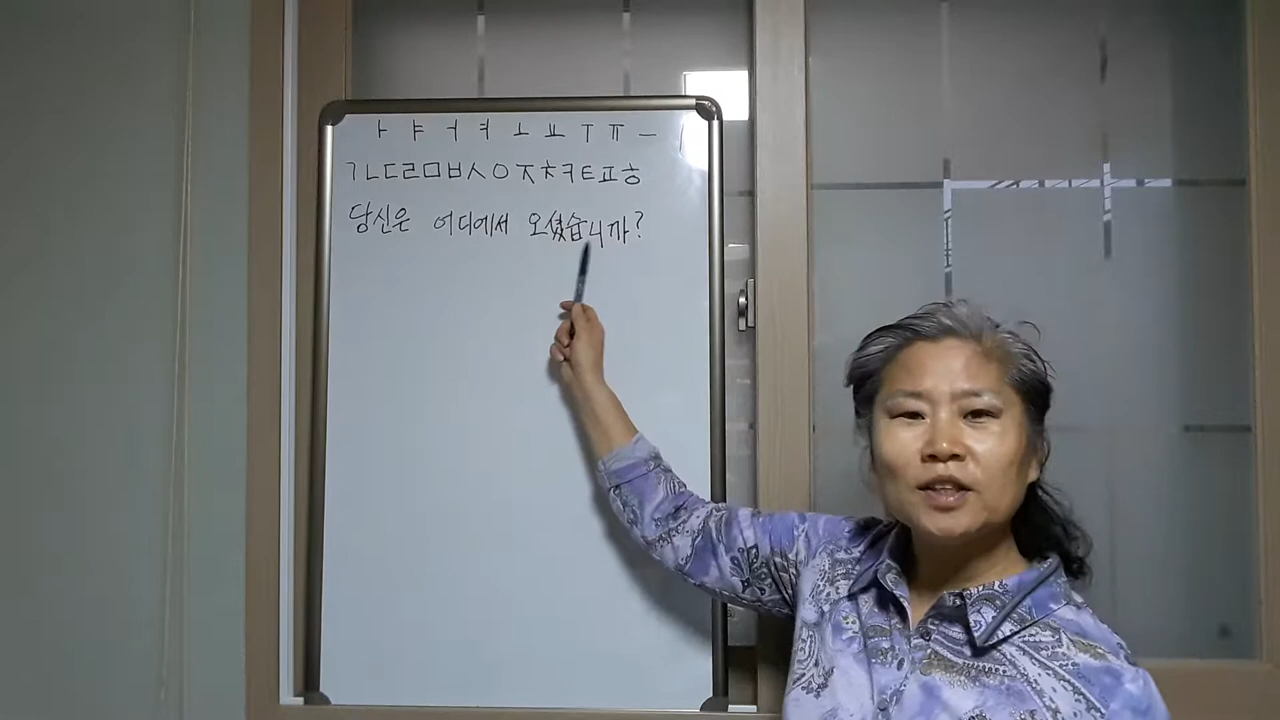 ㅏ ㅑ ㅓ ㅕ ㅗ ㅛ ㅜ ㅠ ㅡ ㅣ
ㄱㄴㄷㄹㅁㅂㅅㅇㅈㅊㅋㅌㅍㅎ
당신은 어디에서 오셨습니까?